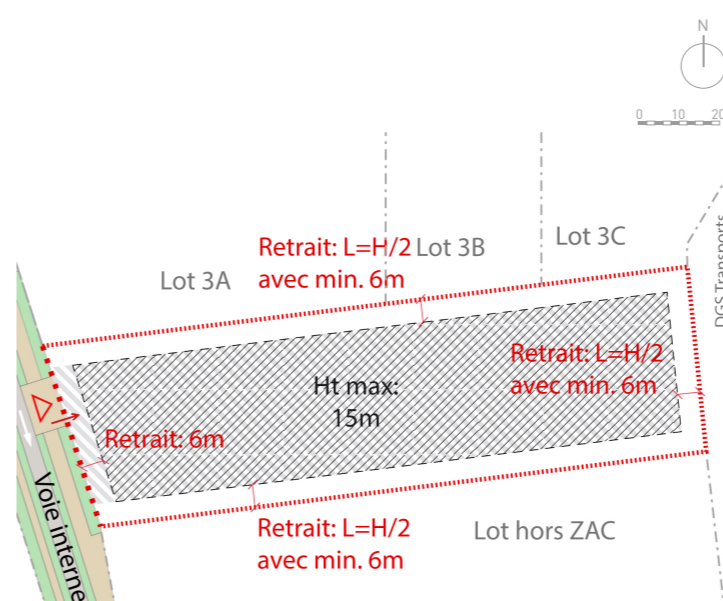 N
0 10 20
Lot 3C
Retrait: L=H/2
avec min. 6m
Lot 3B
Lot 3A
DGS Transports
Retrait: L=H/2
avec min. 6m
Ht max:
15m
Retrait: 6m
Voie interne
Retrait: L=H/2
avec min. 6m
Lot hors ZAC